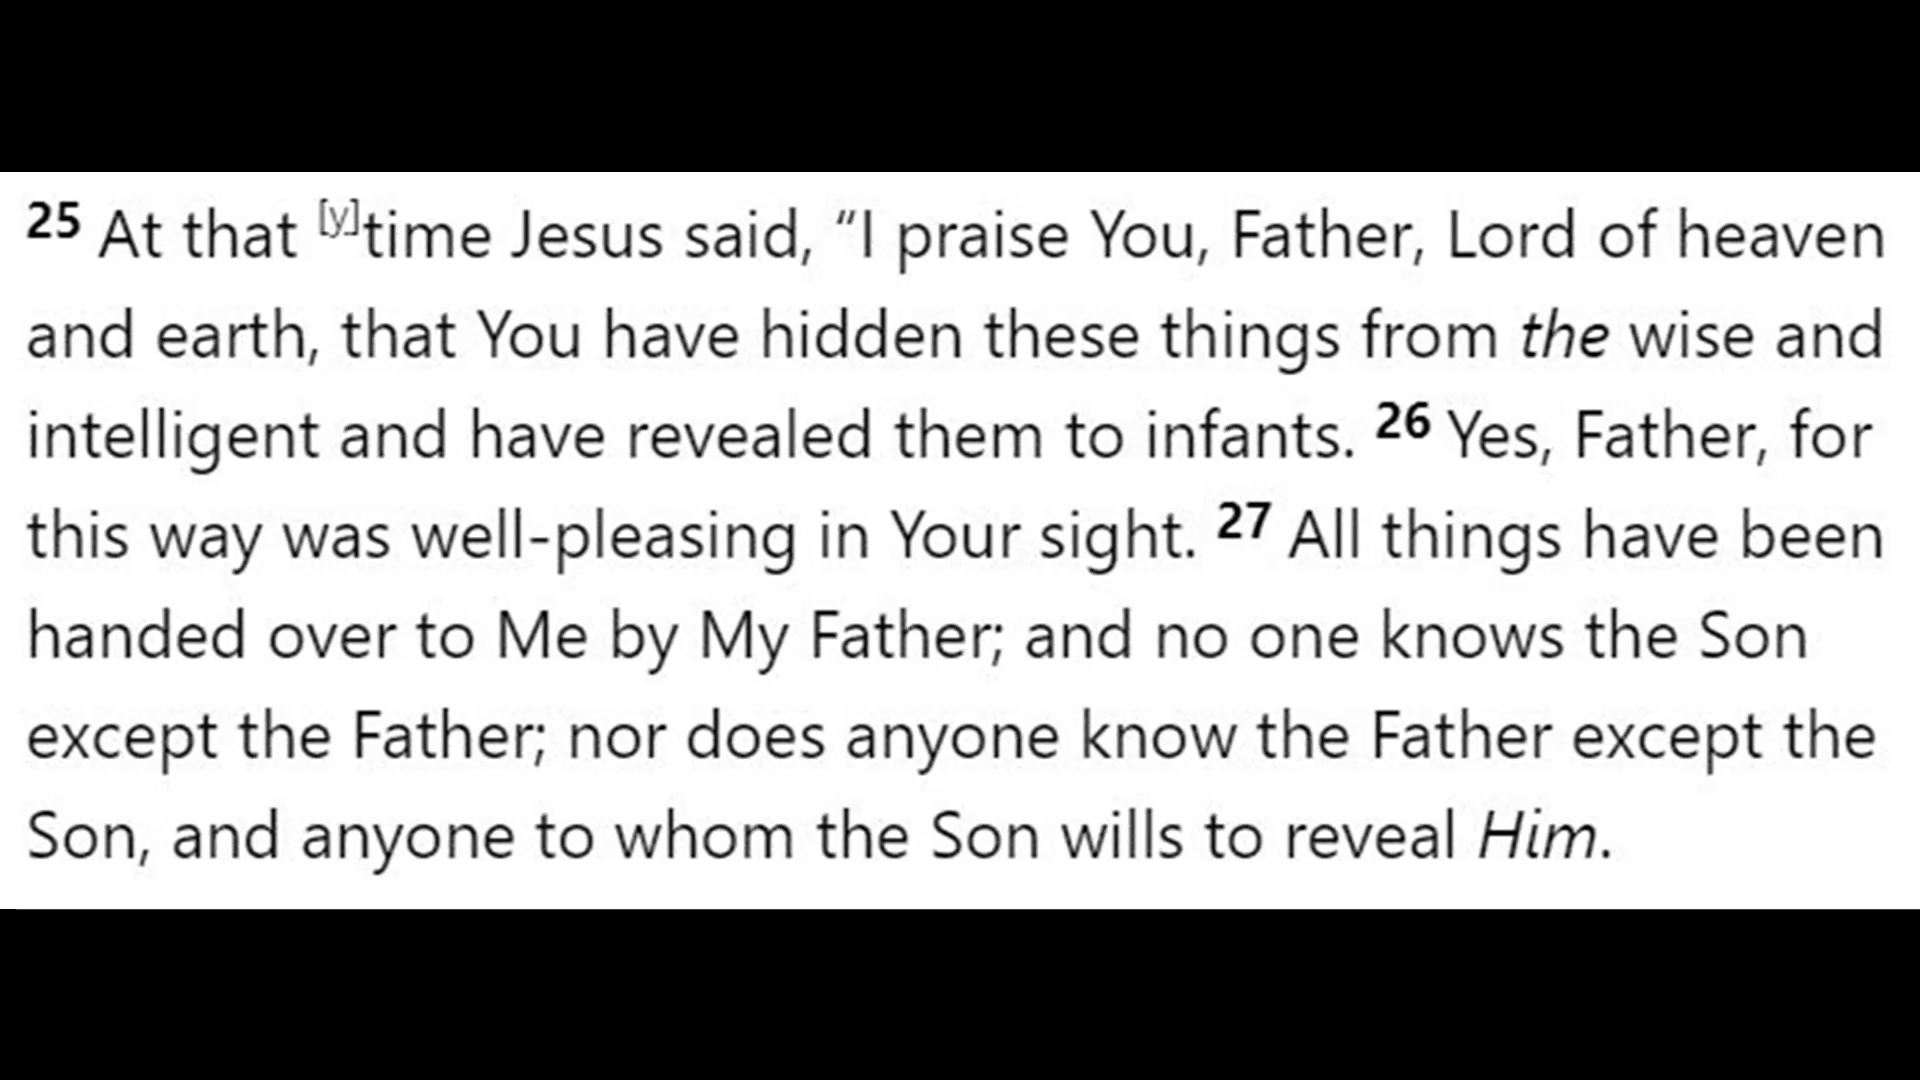 25 At that [y]time Jesus said, “I praise You, Father, Lord of heaven
and earth, that You have hidden these things from the wise and
intelligent and have revealed them to infants. 26 Yes, Father, for
this way was well-pleasing in Your sight. 27 All things have been
handed over to Me by My Father; and no one knows the Son
except the Father; nor does anyone know the Father except the
Son, and anyone to whom the Son wills to reveal Him.